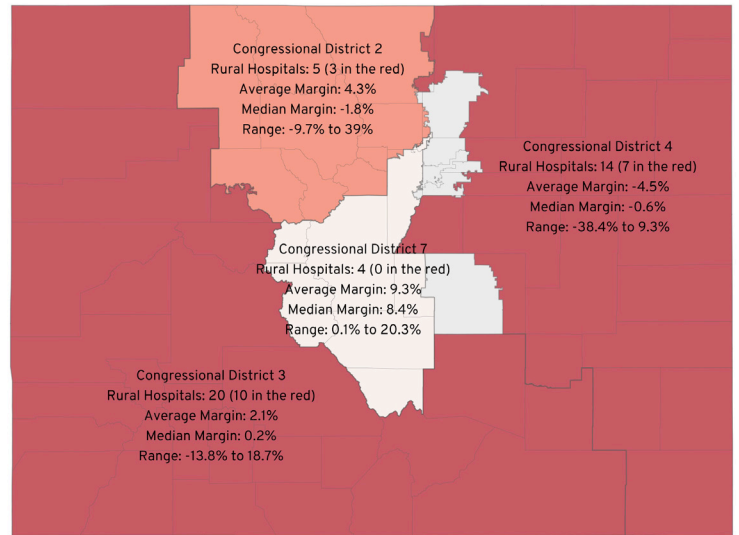 Congressional District 2
Rural Hospitals: 5 (3 in the red)
Average Margin: 4.3%
Median Margin: -1.8%
Range: -9.7% to 39%
Congressional District 4
Rural Hospitals: 14 (7 in the red)
Average Margin: -4.5%
Median Margin: -0.6%
Range: -38.4% to 9.3%
Congressional District 7
Rural Hospitals: 4 (0 in the red)
Average Margin: 9.3%
Median Margin: 8.4%
Range: 0.1% to 20.3%
Congressional District 3
Rural Hospitals: 20 (10 in the red)
Average Margin: 2.1%
Median Margin: 0.2%
Range: -13.8% to 18.7%